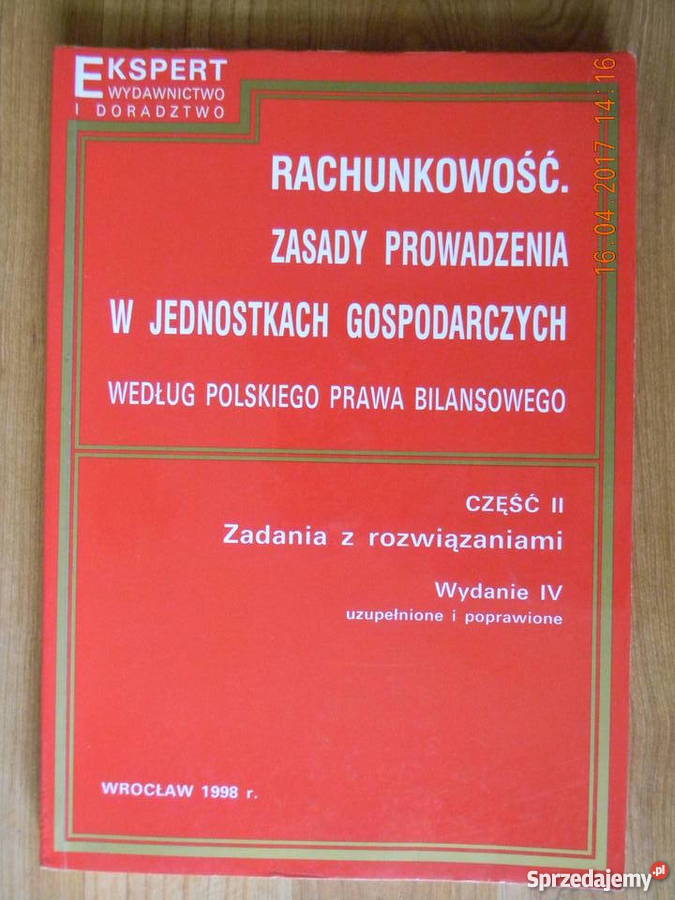 EKSPERT
WYDAWNICTWO
I DORADZTWO
16.04.2017 14:16
RACHUNKOWOŚĆ.
ZASADY PROWADZENIA
W JEDNOSTKACH GOSPODARCZYCH
WEDŁUG POLSKIEGO PRAWA BILANSOWEGO
CZĘŚĆ II
Zadania z rozwiązaniami
Wydanie IV
uzupełnione i poprawione
WROCŁAW 1998 r.
Sprzedajemy.pl